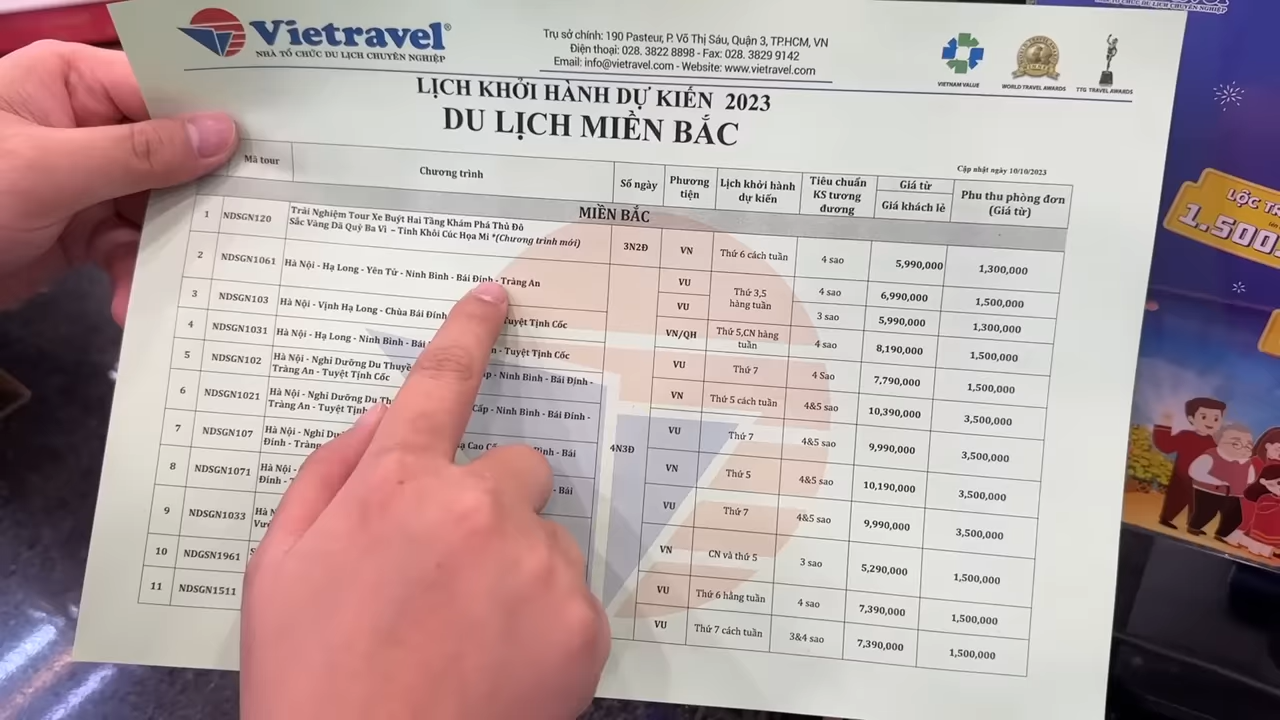 Vietravel®
NHÀ TỔ CHỨC DU LỊCH CHUYÊN NGHIỆP
Trụ sở chính: 190 Pasteur, P. Võ Thị Sáu, Quận 3, TP.HCM, VN
Điện thoại: 028. 3822 8898 - Fax: 028. 3829 9142
Email: info@vietravel.com - Website: www.vietravel.com
VIETNAM VALUE
WORLD TRAVEL AWARDS
TTG TRAVEL AWARDS
LỊCH KHỞI HÀNH DỰ KIẾN 2023
DU LỊCH MIỀN BẮC
Cập nhật ngày 10/10/2023
Mã tour
Chương trình
Số ngày
Phương tiện
Lịch khởi hành dự kiến
Tiêu chuẩn KS tương đương
Giá từ
Giá khách lẻ
Phu thu phòng đơn (Giá từ)
MIỀN BẮC
1 NDSGN120 Trải Nghiệm Tour Xe Buýt Hai Tầng Khám Phá Thủ Đô
Sắc Vàng Dã Quỳ Ba Vì - Tinh Khôi Cúc Họa Mi *(Chương trình mới)
3N2Đ VN Thứ 6 cách tuần 4 sao 5,990,000 1,300,000
2 NDSGN1061 Hà Nội - Hạ Long - Yên Tử - Ninh Bình - Bái Đính - Tràng An
VU Thứ 3,5 hàng tuần 4 sao 6,990,000 1,500,000
3 NDSGN103 Hà Nội - Vịnh Hạ Long - Chùa Bái Đính Tuyệt Tịnh Cốc
VU 3 sao 5,990,000 1,300,000
4 NDSGN1031 Hà Nội - Hạ Long - Ninh Bình - Bái - Tuyệt Tịnh Cốc
VN/QH Thứ 5,CN hàng tuần 4 sao 8,190,000 1,500,000
5 NDSGN102 Hà Nội - Nghỉ Dưỡng Du Thuyề - Ninh Bình - Bái Đính -
Tràng An - Tuyệt Tịnh Cốc
VU Thứ 7 4 Sao 7,790,000 1,500,000
6 NDSGN1021 Hà Nội - Nghỉ Dưỡng Du Cấp - Ninh Bình - Bái Đính -
Tràng An - Tuyệt Tịnh
VN Thứ 5 cách tuần 4&5 sao 10,390,000 3,500,000
7 NDSGN107 Hà Nội - Nghỉ Cao - Bái
Đính - Tràng
4N3Đ VU Thứ 7 4&5 sao 9,990,000 3,500,000
8 NDSGN1071 Hà Nội - - Bái
Đính -
VN Thứ 5 4&5 sao 10,190,000 3,500,000
9 NDSGN1033 Hà
VU Thứ 7 4&5 sao 9,990,000 3,500,000
10 NDGSN1961
VN CN và thứ 5 3 sao 5,290,000 1,500,000
11 NDSGN1511
VU Thứ 6 hằng tuần 4 sao 7,390,000 1,500,000
VU Thứ 7 cách tuần 3&4 sao 7,390,000 1,500,000
LỘC
1.500